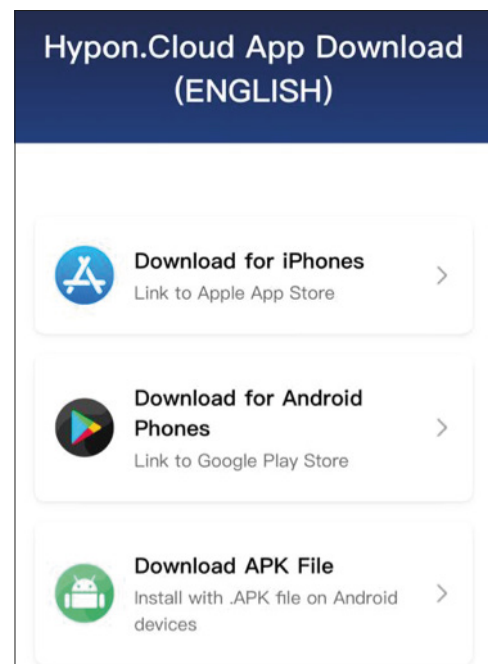 Hypon.Cloud App Download
(ENGLISH)
Download for iPhones
Link to Apple App Store
Download for Android
Phones
Link to Google Play Store
Download APK File
Install with .APK file on Android
devices